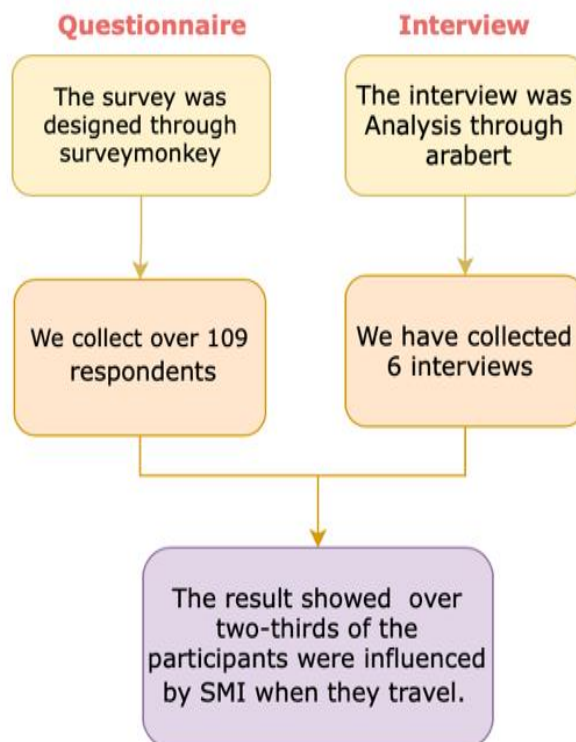 Questionnaire
Interview
The survey was
designed through
surveymonkey
The interview was
Analysis through
arabert
We collect over 109
respondents
We have collected
6 interviews
The result showed over
two-thirds of the
participants were influenced
by SMI when they travel.